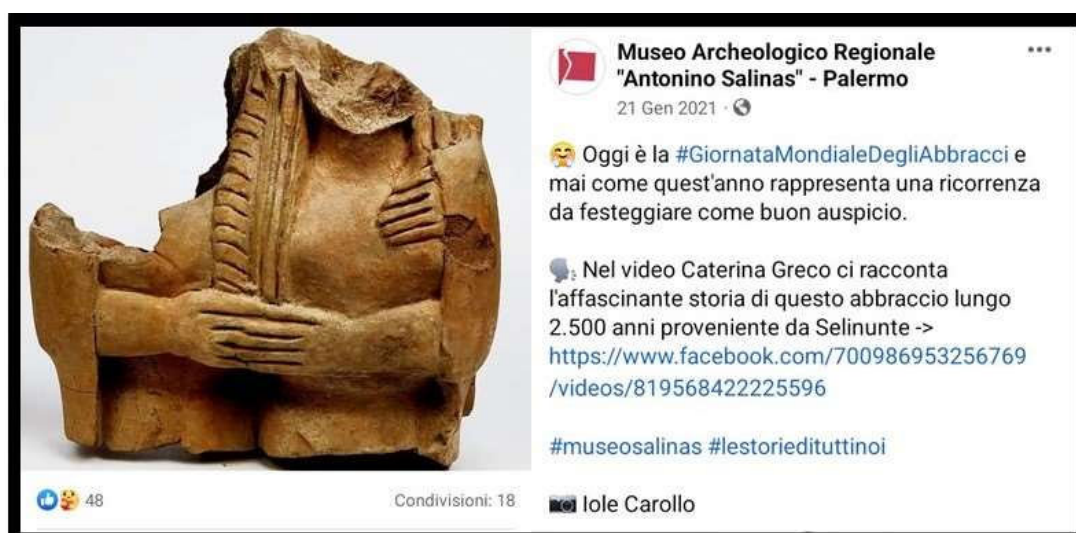 Museo Archeologico Regionale
"Antonino Salinas" - Palermo
21 Gen 2021
Oggi è la #GiornataMondialeDegliAbbracci e
mai come quest'anno rappresenta una ricorrenza
da festeggiare come buon auspicio.
Nel video Caterina Greco ci racconta
l'affascinante storia di questo abbraccio lungo
2.500 anni proveniente da Selinunte ->
https://www.facebook.com/700986953256769
/videos/819568422225596
#museosalinas #lestoriedituttinoi
Iole Carollo
48
Condivisioni: 18